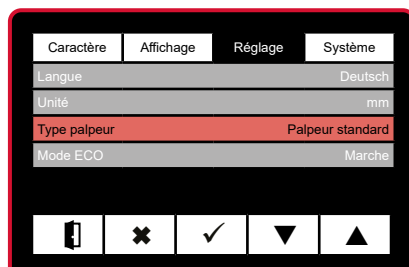 Caractère Affichage Réglage Système
Langue Deutsch
Unité mm
Type palpeur Palpeur standard
Mode ECO Marche